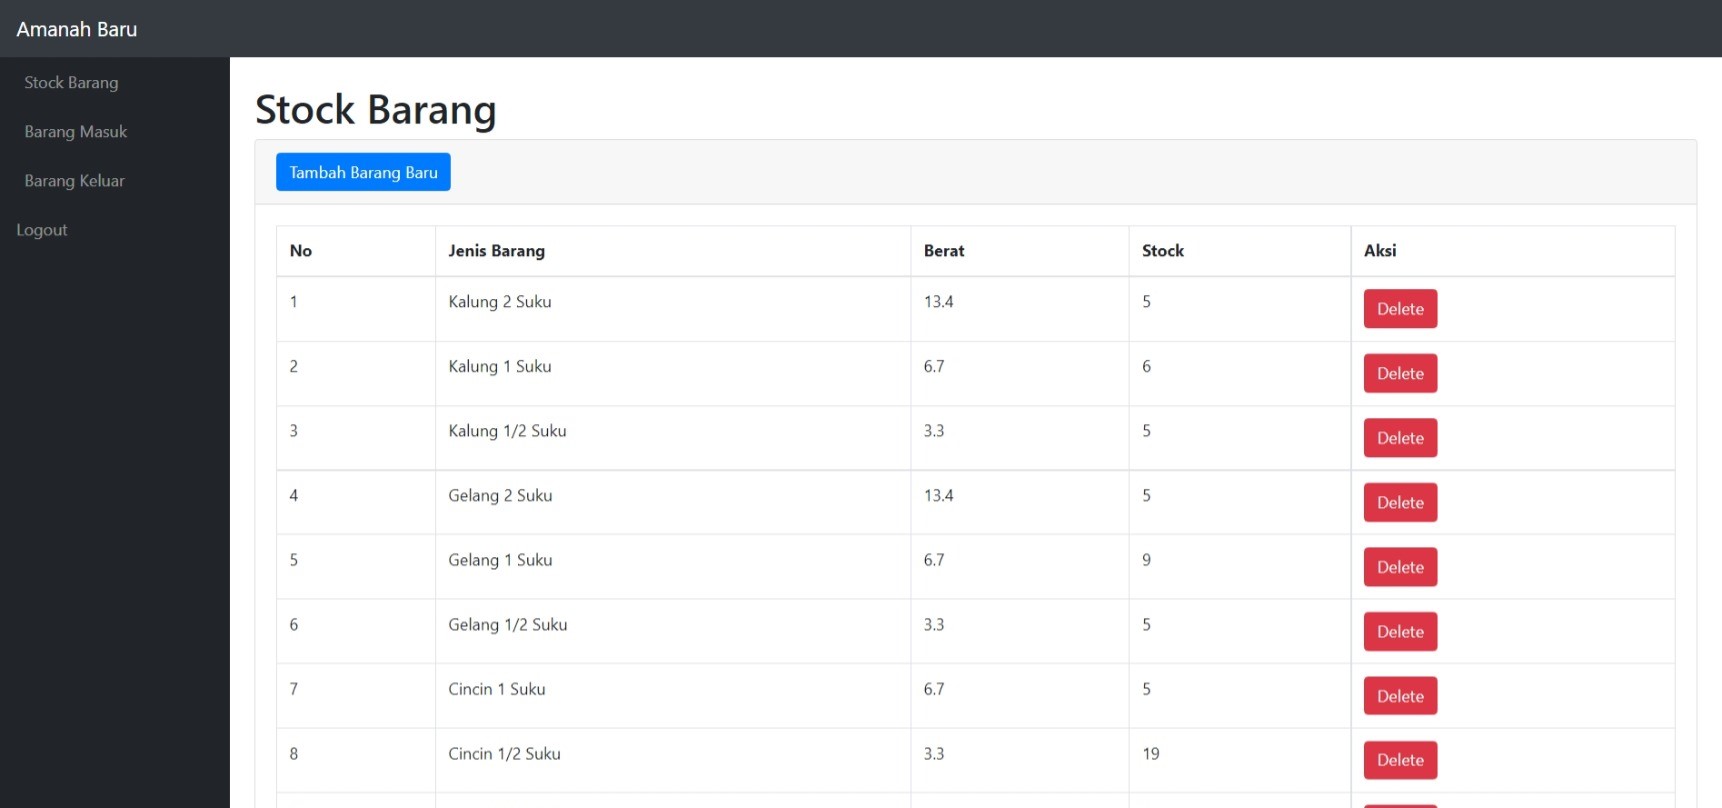 Amanah Baru
Stock Barang
Barang Masuk
Barang Keluar
Logout
Stock Barang
Tambah Barang Baru
No Jenis Barang Berat Stock Aksi
1 Kalung 2 Suku 13.4 5 Delete
2 Kalung 1 Suku 6.7 6 Delete
3 Kalung 1/2 Suku 3.3 5 Delete
4 Gelang 2 Suku 13.4 5 Delete
5 Gelang 1 Suku 6.7 9 Delete
6 Gelang 1/2 Suku 3.3 5 Delete
7 Cincin 1 Suku 6.7 5 Delete
8 Cincin 1/2 Suku 3.3 19 Delete